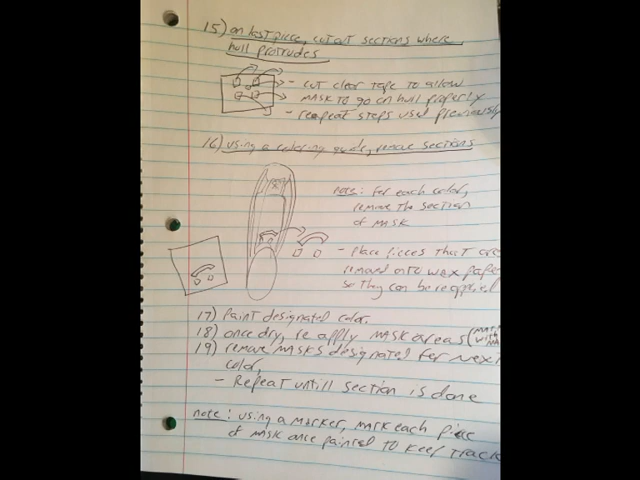 15) on last piece, cut out sections where
hull protrudes
- cut clear tape to allow
MASK to go on hull properly
- reapeat steps used previously
16) using a coloring guide, remove sections
note: for each color,
remove the section
of MASK
- Place pieces that are
removed onto wax paper
so they can be reapplied
17) Paint designated color.
18) once dry, re apply MASK areas
19) remove MASKS designated for next
color,
- Repeat untill section is done
note: using a marker, mark each piece
of MASK once painted to keep track